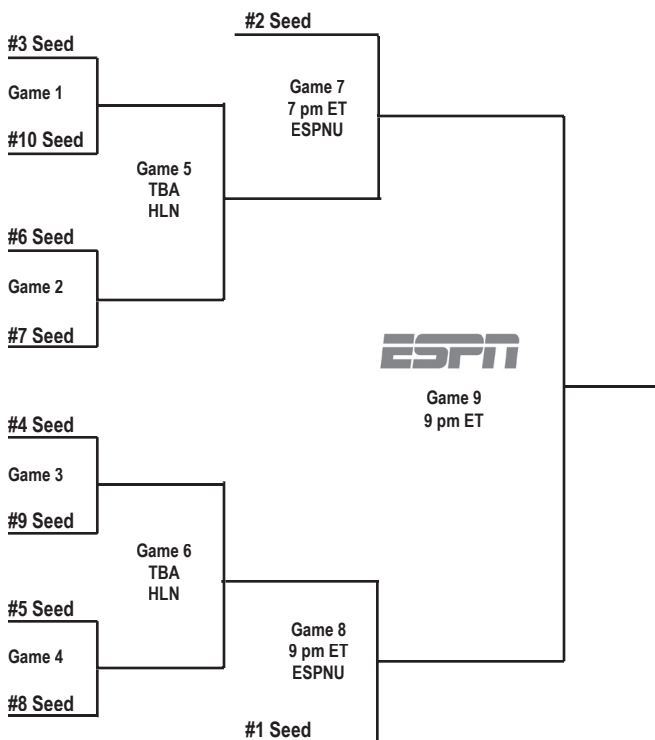 #2 Seed
#3 Seed
Game 1
#10 Seed
Game 7
7 pm ET
ESPNU
Game 5
TBA
HLN
#6 Seed
Game 2
#7 Seed
ESPN
Game 9
9 pm ET
#4 Seed
Game 3
#9 Seed
Game 6
TBA
HLN
#5 Seed
Game 4
#8 Seed
Game 8
9 pm ET
ESPNU
#1 Seed